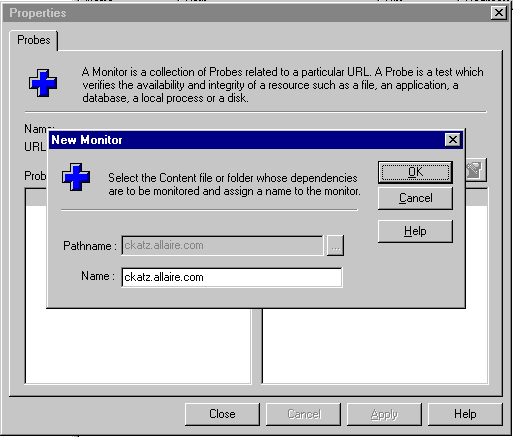 Properties
Probes
A Monitor is a collection of Probes related to a particular URL. A Probe is a test which
verifies the availability and integrity of a resource such as a file, an application, a
database, a local process or a disk.
Name:
URL
Prob
New Monitor
Select the Content file or folder whose dependencies
are to be monitored and assign a name to the monitor.
OK
Cancel
Help
Pathname : ckatz.allaire.com ...
Name : ckatz.allaire.com
Close Cancel Apply Help